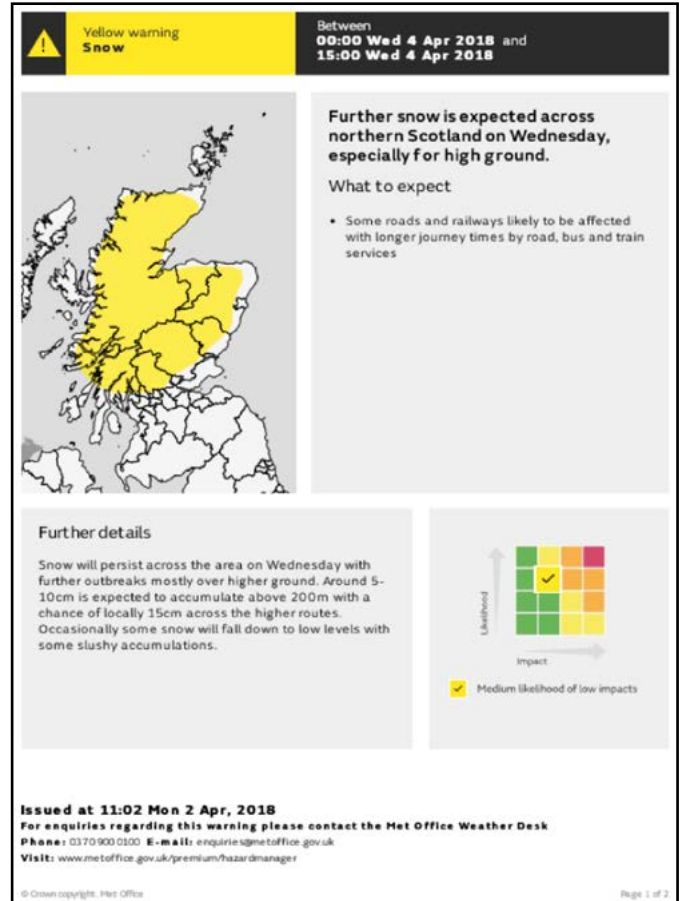 Yellow warning
Snow
Between
00:00 Wed 4 Apr 2018 and
15:00 Wed 4 Apr 2018
Further snow is expected across
northern Scotland on Wednesday,
especially for high ground.
What to expect
• Some roads and railways likely to be affected
with longer journey times by road, bus and train
services
Further details
Snow will persist across the area on Wednesday with
further outbreaks mostly over higher ground. Around 5-
10cm is expected to accumulate above 200m with a
chance of locally 15cm across the higher routes.
Occasionally some snow will fall down to low levels with
some slushy accumulations.
Likelihood
Impact
Medium likelihood of low impacts
Issued at 11:02 Mon 2 Apr, 2018
For enquiries regarding this warning please contact the Met Office Weather Desk
Phone: 0370 900 0100 E-mail: enquiries@metoffice.gov.uk
Visit: www.metoffice.gov.uk/premium/hazardmanager
© Crown copyright. Met Office
Page 1 of 2